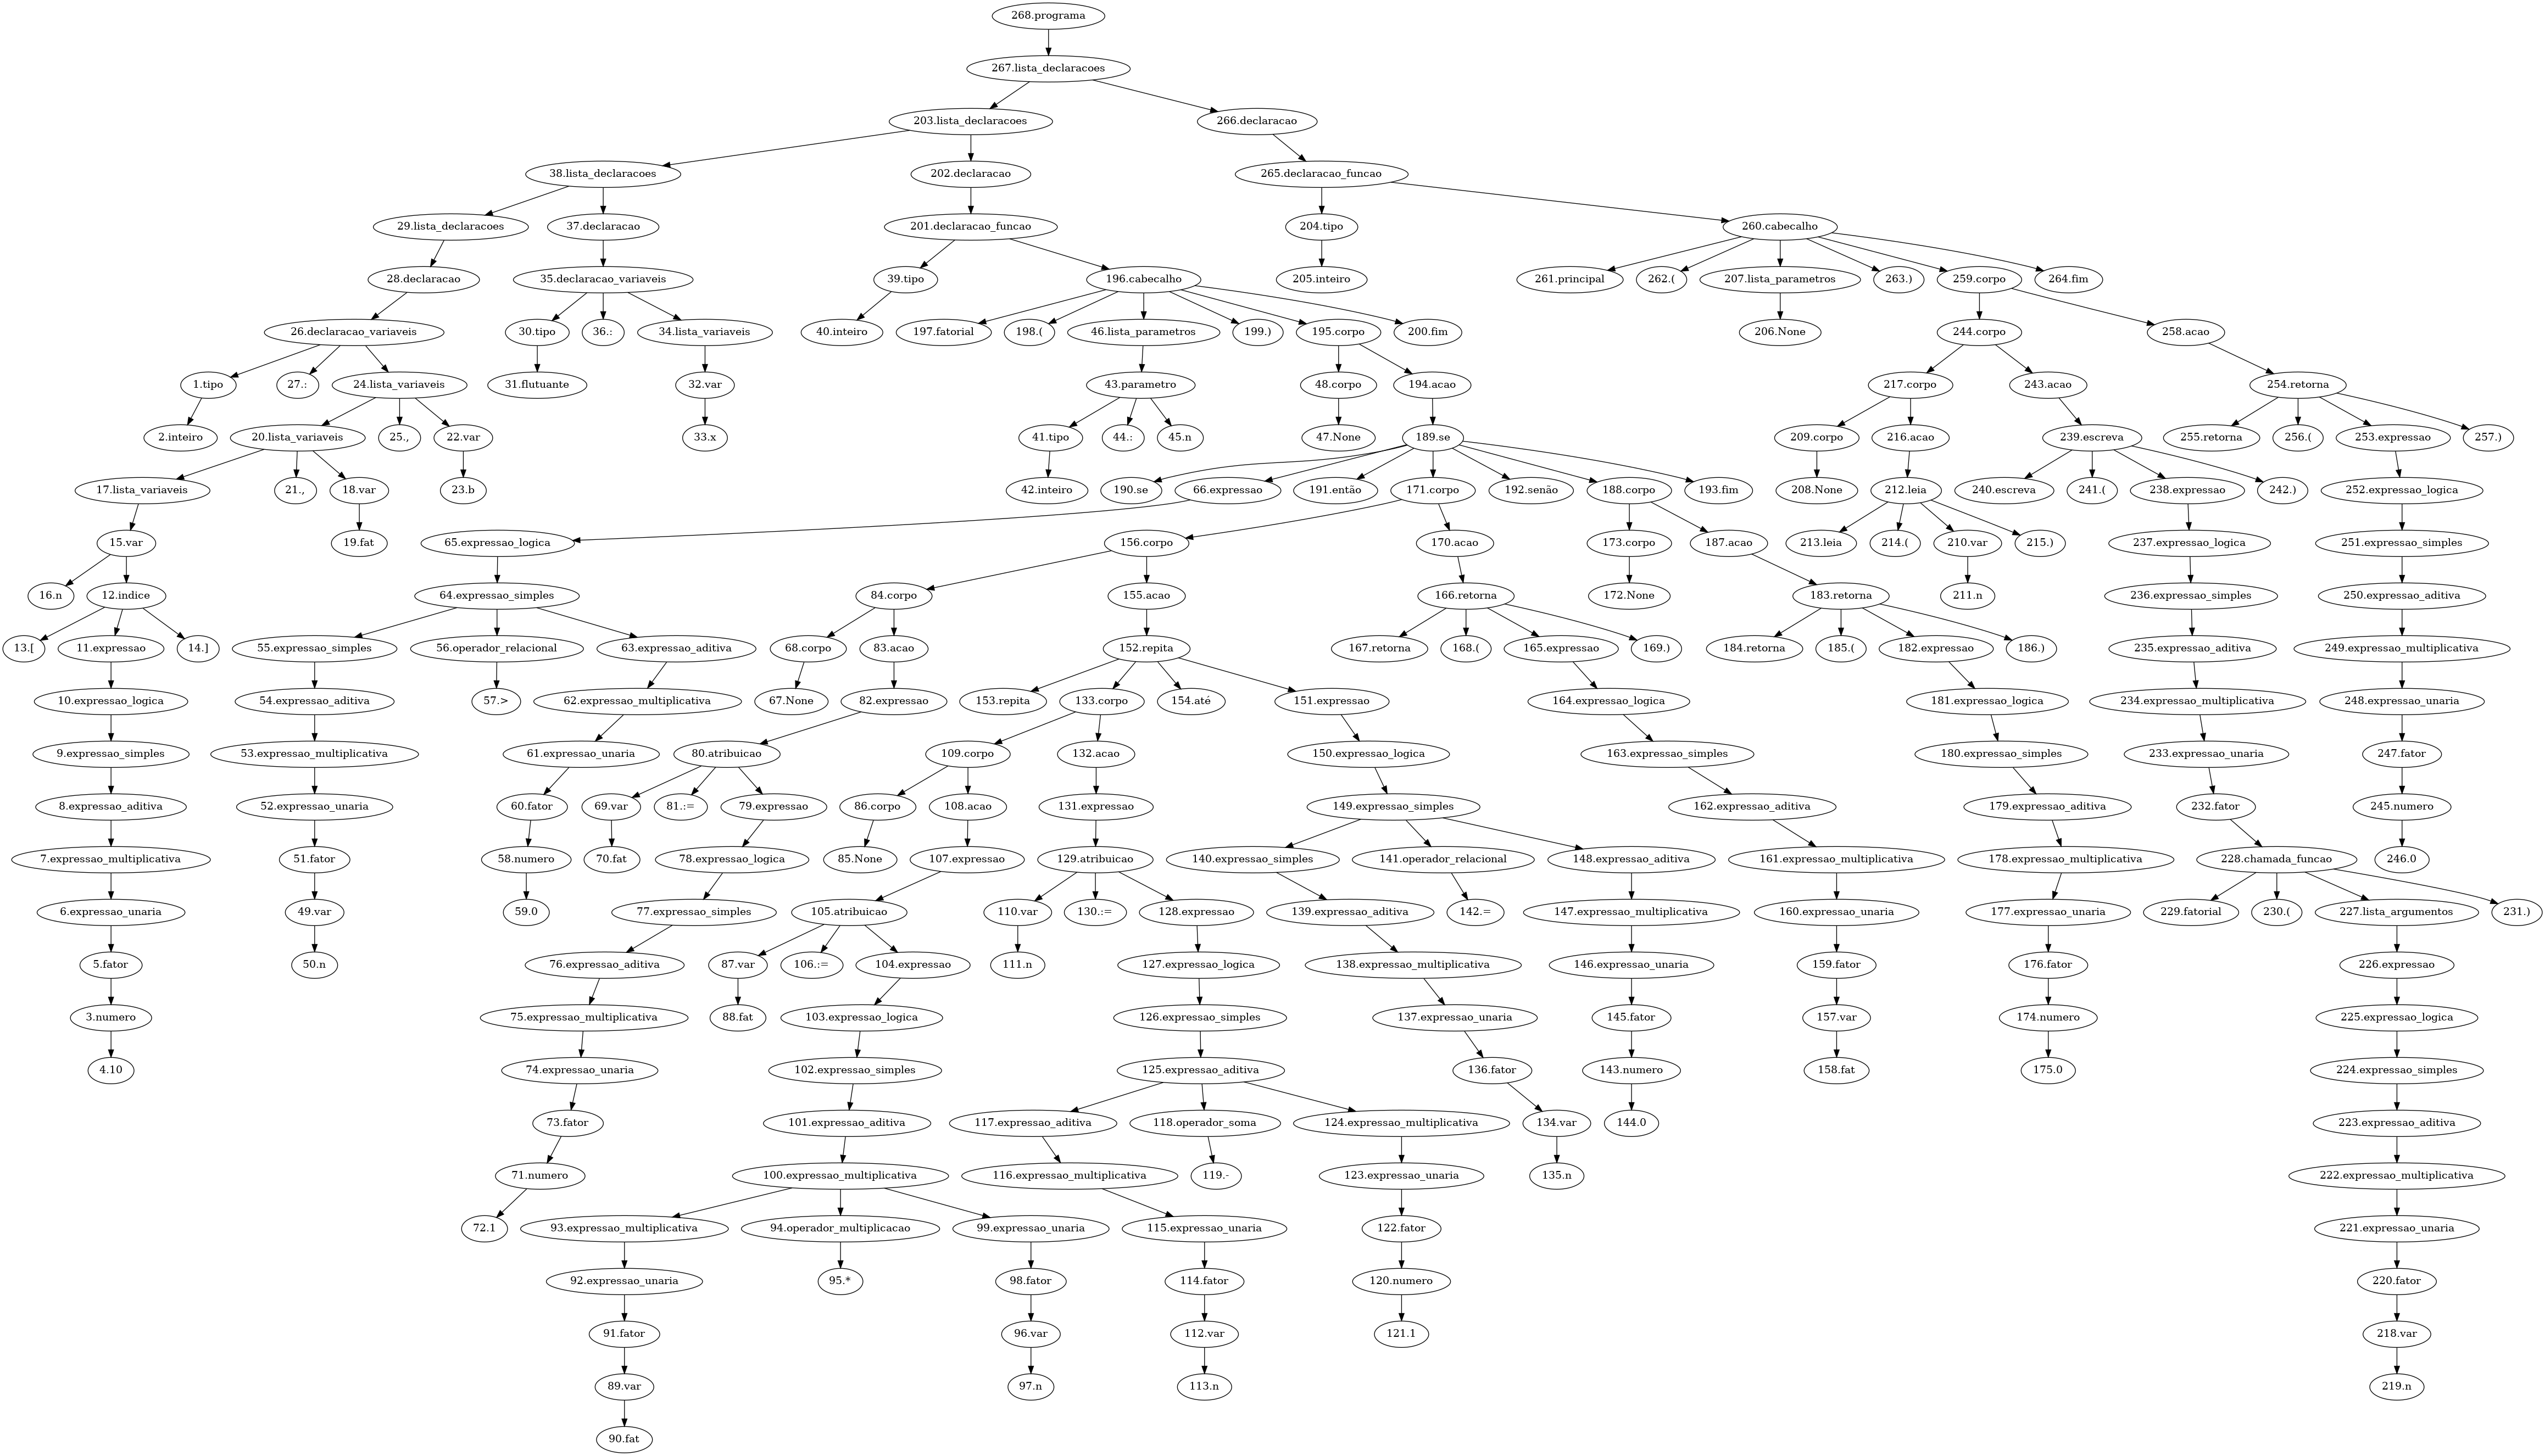 268.programa
267.lista_declaracoes
203.lista_declaracoes 266.declaracao
38.lista_declaracoes 202.declaracao 265.declaracao_funcao
29.lista_declaracoes 37.declaracao 201.declaracao_funcao 204.tipo 260.cabecalho
28.declaracao 35.declaracao_variaveis 39.tipo 196.cabecalho 205.inteiro 261.principal 262.( 207.lista_parametros 263.) 259.corpo 264.fim
26.declaracao_variaveis 30.tipo 36.: 34.lista_variaveis 40.inteiro 197.fatorial 198.( 46.lista_parametros 199.) 195.corpo 200.fim 206.None 244.corpo 258.acao
1.tipo 27.: 24.lista_variaveis 31.flutuante 32.var 43.parametro 48.corpo 194.acao 217.corpo 243.acao 254.retorna
2.inteiro 20.lista_variaveis 25., 22.var 33.x 41.tipo 44.: 45.n 47.None 189.se 209.corpo 216.acao 239.escreva 255.retorna 256.( 253.expressao 257.)
17.lista_variaveis 21., 18.var 23.b 42.inteiro 190.se 66.expressao 191.então 171.corpo 192.senão 188.corpo 193.fim 208.None 212.leia 240.escreva 241.( 238.expressao 242.) 252.expressao_logica
15.var 19.fat 65.expressao_logica 156.corpo 170.acao 173.corpo 187.acao 213.leia 214.( 210.var 215.) 237.expressao_logica 251.expressao_simples
16.n 12.indice 64.expressao_simples 84.corpo 155.acao 166.retorna 172.None 183.retorna 211.n 236.expressao_simples 250.expressao_aditiva
13.[ 11.expressao 14.] 55.expressao_simples 56.operador_relacional 63.expressao_aditiva 68.corpo 83.acao 152.repita 167.retorna 168.( 165.expressao 169.) 184.retorna 185.( 182.expressao 186.) 235.expressao_aditiva 249.expressao_multiplicativa
10.expressao_logica 54.expressao_aditiva 57.> 62.expressao_multiplicativa 67.None 82.expressao 153.repita 133.corpo 154.até 151.expressao 164.expressao_logica 181.expressao_logica 234.expressao_multiplicativa 248.expressao_unaria
9.expressao_simples 53.expressao_multiplicativa 61.expressao_unaria 80.atribuicao 109.corpo 132.acao 150.expressao_logica 163.expressao_simples 180.expressao_simples 233.expressao_unaria 247.fator
8.expressao_aditiva 52.expressao_unaria 60.fator 69.var 81.:= 79.expressao 86.corpo 108.acao 131.expressao 149.expressao_simples 162.expressao_aditiva 179.expressao_aditiva 232.fator 245.numero
7.expressao_multiplicativa 51.fator 58.numero 70.fat 78.expressao_logica 85.None 107.expressao 129.atribuicao 140.expressao_simples 141.operador_relacional 148.expressao_aditiva 161.expressao_multiplicativa 178.expressao_multiplicativa 228.chamada_funcao 246.0
6.expressao_unaria 49.var 59.0 77.expressao_simples 105.atribuicao 110.var 130.:= 128.expressao 139.expressao_aditiva 142.= 147.expressao_multiplicativa 160.expressao_unaria 177.expressao_unaria 229.fatorial 230.( 227.lista_argumentos 231.)
5.fator 50.n 76.expressao_aditiva 87.var 106.:= 104.expressao 111.n 127.expressao_logica 138.expressao_multiplicativa 146.expressao_unaria 159.fator 176.fator 226.expressao
3.numero 75.expressao_multiplicativa 88.fat 103.expressao_logica 126.expressao_simples 137.expressao_unaria 145.fator 157.var 174.numero 225.expressao_logica
4.10 74.expressao_unaria 102.expressao_simples 125.expressao_aditiva 136.fator 143.numero 158.fat 175.0 224.expressao_simples
73.fator 101.expressao_aditiva 117.expressao_aditiva 118.operador_soma 124.expressao_multiplicativa 134.var 144.0 223.expressao_aditiva
71.numero 100.expressao_multiplicativa 116.expressao_multiplicativa 119.- 123.expressao_unaria 135.n 222.expressao_multiplicativa
72.1 93.expressao_multiplicativa 94.operador_multiplicacao 99.expressao_unaria 115.expressao_unaria 122.fator 221.expressao_unaria
92.expressao_unaria 95.* 98.fator 114.fator 120.numero 220.fator
91.fator 96.var 112.var 121.1 218.var
89.var 97.n 113.n 219.n
90.fat